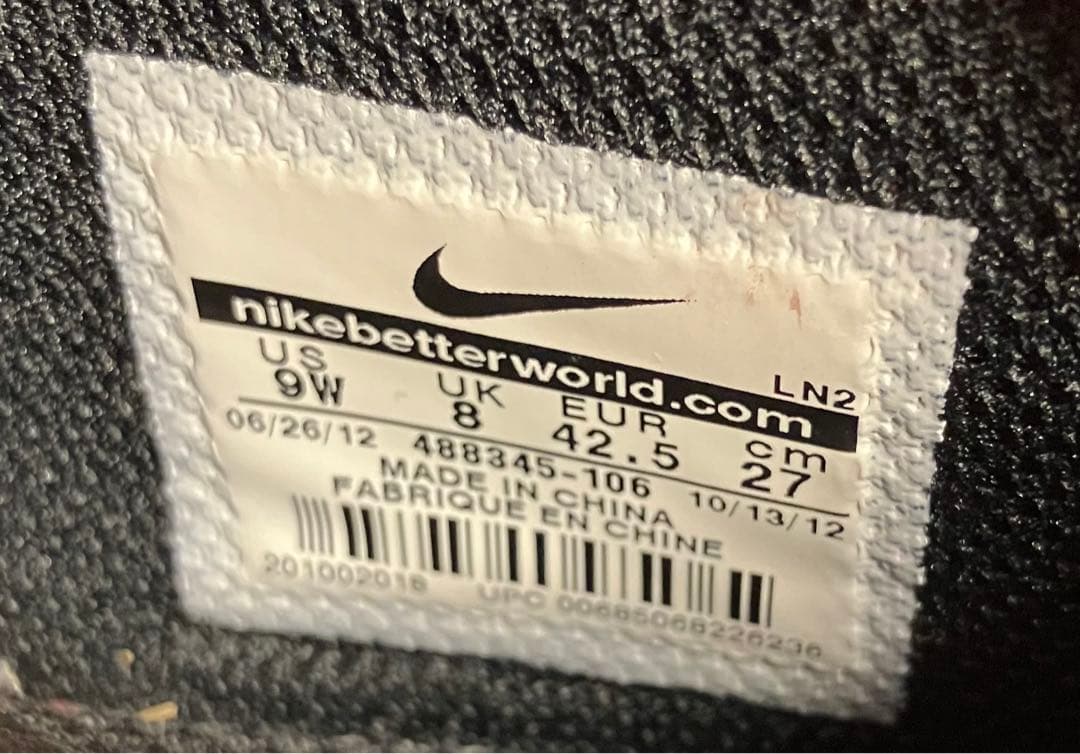 nikebetterworld.com
LN2
US UK EUR cm
9W 8 42.5 27
06/26/12 488345-106 10/13/12
MADE IN CHINA
FABRIQUE EN CHINE
UPC